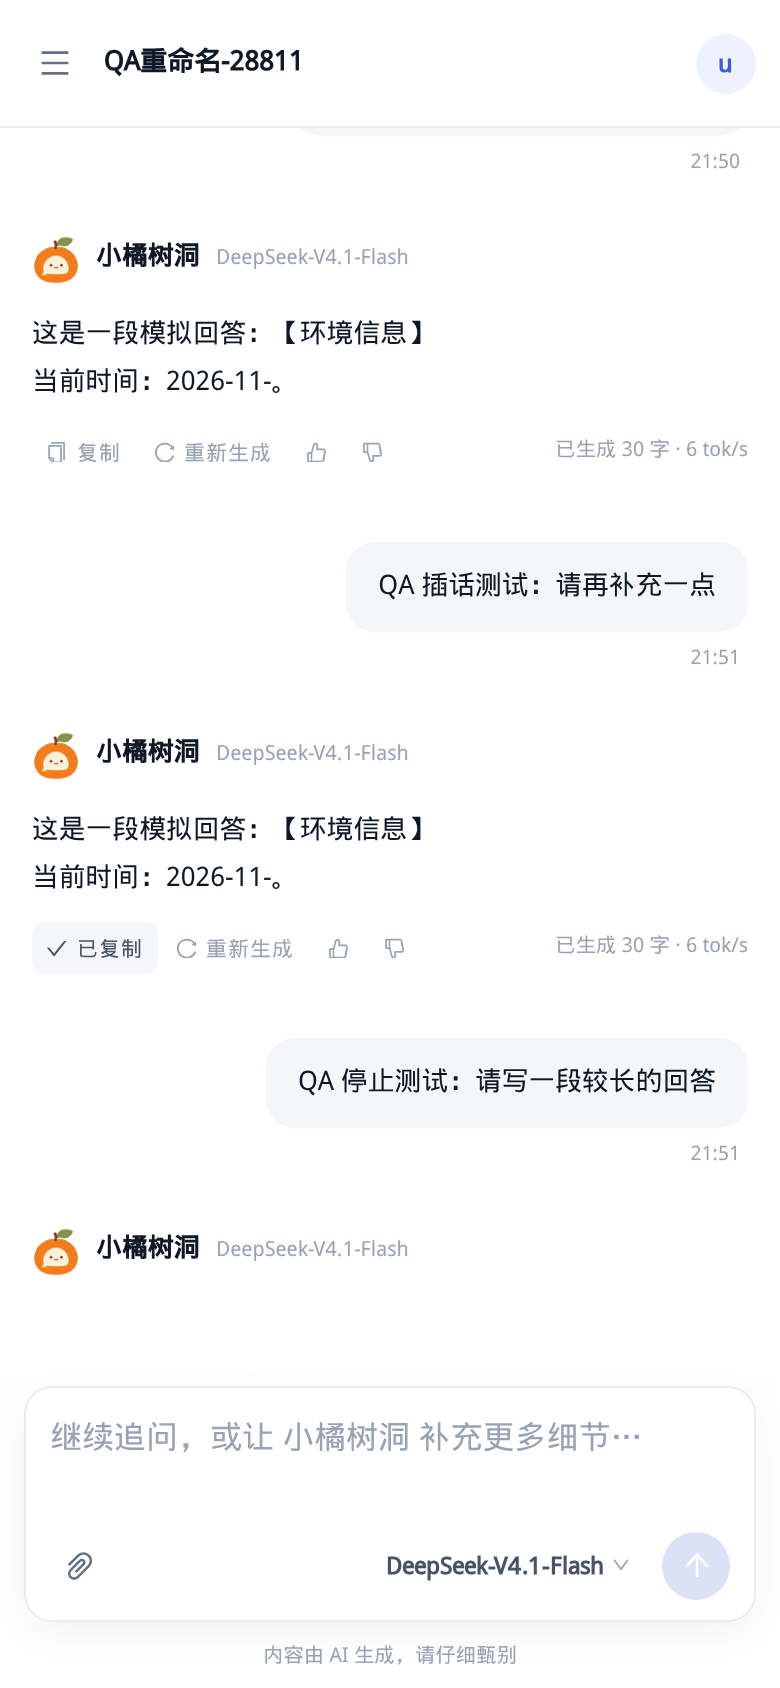 QA重命名-28811
u
21:50
小橘树洞 DeepSeek-V4.1-Flash
这是一段模拟回答：【环境信息】
当前时间：2026-11-。
复制 重新生成 已生成 30 字 · 6 tok/s
QA 插话测试：请再补充一点
21:51
小橘树洞 DeepSeek-V4.1-Flash
这是一段模拟回答：【环境信息】
当前时间：2026-11-。
已复制 重新生成 已生成 30 字 · 6 tok/s
QA 停止测试：请写一段较长的回答
21:51
小橘树洞 DeepSeek-V4.1-Flash
继续追问，或让 小橘树洞 补充更多细节…
DeepSeek-V4.1-Flash
内容由 AI 生成，请仔细甄别